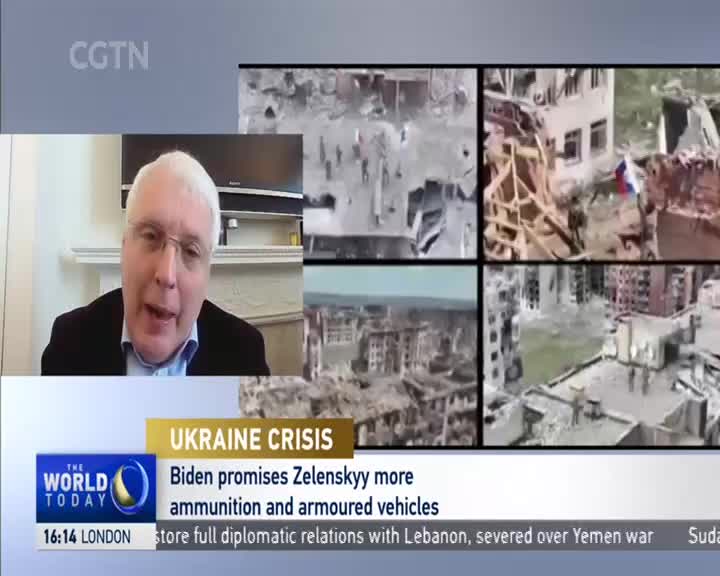 CGTN
UKRAINE CRISIS
THE
WORLD
TODAY
Biden promises Zelenskyy more
ammunition and armoured vehicles
16:14 LONDON
store full diplomatic relations with Lebanon, severed over Yemen war Suda